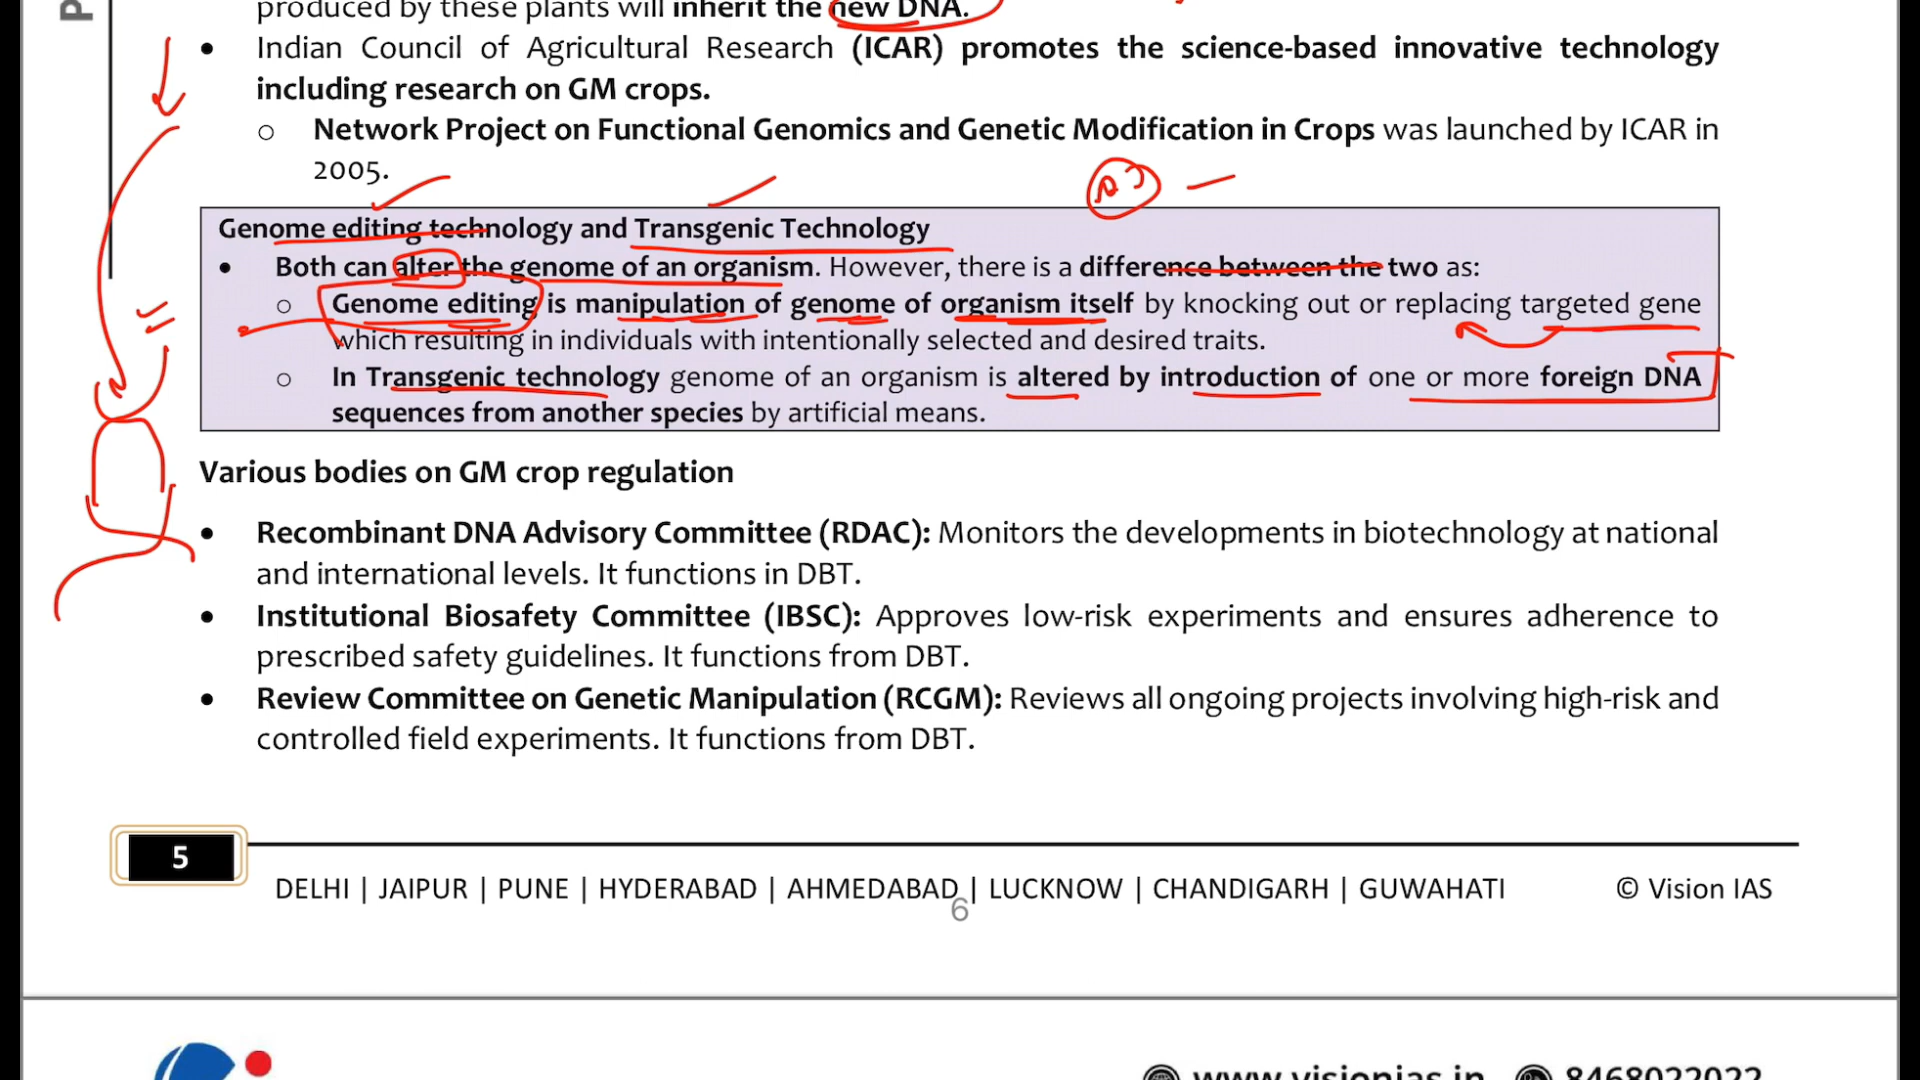 produced by these plants will inherit the new DNA.
• Indian Council of Agricultural Research (ICAR) promotes the science-based innovative technology
including research on GM crops.
○ Network Project on Functional Genomics and Genetic Modification in Crops was launched by ICAR in
2005.
Genome editing technology and Transgenic Technology
• Both can alter the genome of an organism. However, there is a difference between the two as:
○ Genome editing is manipulation of genome of organism itself by knocking out or replacing targeted gene
which resulting in individuals with intentionally selected and desired traits.
○ In Transgenic technology genome of an organism is altered by introduction of one or more foreign DNA
sequences from another species by artificial means.
Various bodies on GM crop regulation
• Recombinant DNA Advisory Committee (RDAC): Monitors the developments in biotechnology at national
and international levels. It functions in DBT.
• Institutional Biosafety Committee (IBSC): Approves low-risk experiments and ensures adherence to
prescribed safety guidelines. It functions from DBT.
• Review Committee on Genetic Manipulation (RCGM): Reviews all ongoing projects involving high-risk and
controlled field experiments. It functions from DBT.
5
DELHI | JAIPUR | PUNE | HYDERABAD | AHMEDABAD | LUCKNOW | CHANDIGARH | GUWAHATI © Vision IAS
6
www.visionias.in 8468022022